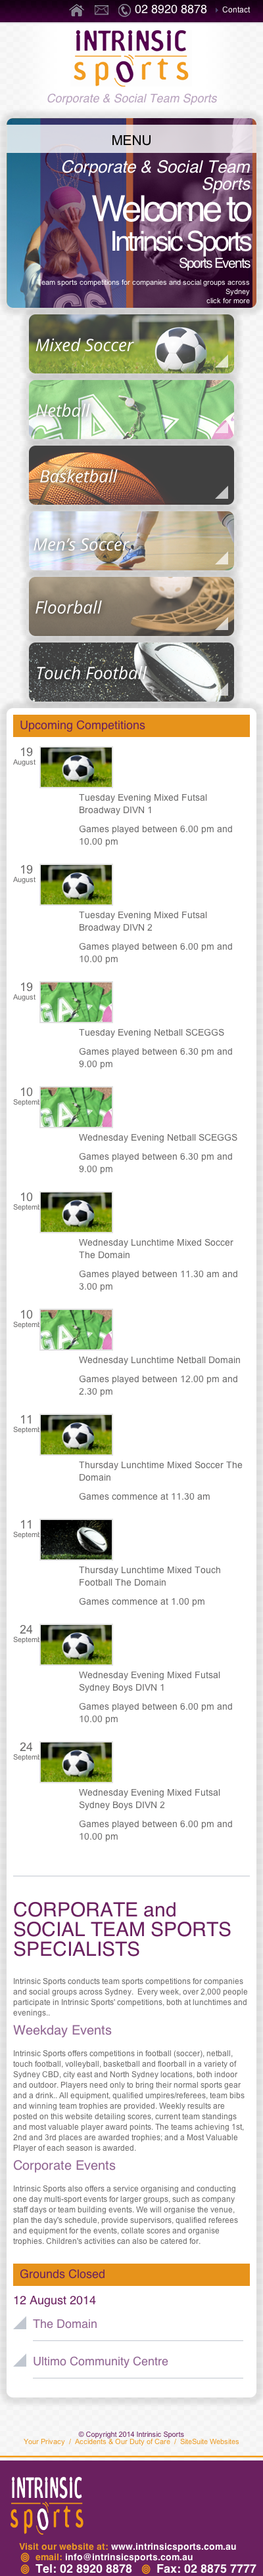 02 8920 8878 Contact
INTRINSIC
sports
Corporate & Social Team Sports
MENU
Corporate & Social Team
Sports
Welcome to
Intrinsic Sports
Sports Events
eam sports competitions for companies and social groups across
Sydney
click for more
Mixed Soccer
Netball
Basketball
Men's Soccer
Floorball
Touch Football
Upcoming Competitions
19
August
Tuesday Evening Mixed Futsal
Broadway DIVN 1
Games played between 6.00 pm and
10.00 pm
19
August
Tuesday Evening Mixed Futsal
Broadway DIVN 2
Games played between 6.00 pm and
10.00 pm
19
August
Tuesday Evening Netball SCEGGS
Games played between 6.30 pm and
9.00 pm
10
Septemb
Wednesday Evening Netball SCEGGS
Games played between 6.30 pm and
9.00 pm
10
Septemb
Wednesday Lunchtime Mixed Soccer
The Domain
Games played between 11.30 am and
3.00 pm
10
Septemb
Wednesday Lunchtime Netball Domain
Games played between 12.00 pm and
2.30 pm
11
Septemb
Thursday Lunchtime Mixed Soccer The
Domain
Games commence at 11.30 am
11
Septemb
Thursday Lunchtime Mixed Touch
Football The Domain
Games commence at 1.00 pm
24
Septemb
Wednesday Evening Mixed Futsal
Sydney Boys DIVN 1
Games played between 6.00 pm and
10.00 pm
24
Septemb
Wednesday Evening Mixed Futsal
Sydney Boys DIVN 2
Games played between 6.00 pm and
10.00 pm
CORPORATE and
SOCIAL TEAM SPORTS
SPECIALISTS
Intrinsic Sports conducts team sports competitions for companies
and social groups across Sydney.  Every week, over 2,000 people
participate in Intrinsic Sports' competitions, both at lunchtimes and
evenings..
Weekday Events
Intrinsic Sports offers competitions in football (soccer), netball,
touch football, volleyball, basketball and floorball in a variety of
Sydney CBD, city east and North Sydney locations, both indoor
and outdoor. Players need only to bring their normal sports gear
and a drink.. All equipment, qualified umpires/referees, team bibs
and winning team trophies are provided. Weekly results are
posted on this website detailing scores, current team standings
and most valuable player award points. The teams achieving 1st,
2nd and 3rd places are awarded trophies; and a Most Valuable
Player of each season is awarded.
Corporate Events
Intrinsic Sports also offers a service organising and conducting
one day multi-sport events for larger groups, such as company
staff days or team building events. We will organise the venue,
plan the day's schedule, provide supervisors, qualified referees
and equipment for the events, collate scores and organise
trophies. Children's activities can also be catered for.
Grounds Closed
12 August 2014
The Domain
Ultimo Community Centre
© Copyright 2014 Intrinsic Sports
Your Privacy / Accidents & Our Duty of Care / SiteSuite Websites
INTRINSIC
sports
Visit our website at: www.intrinsicsports.com.au
@ email: info@intrinsicsports.com.au
@ Tel: 02 8920 8878 @ Fax: 02 8875 7777